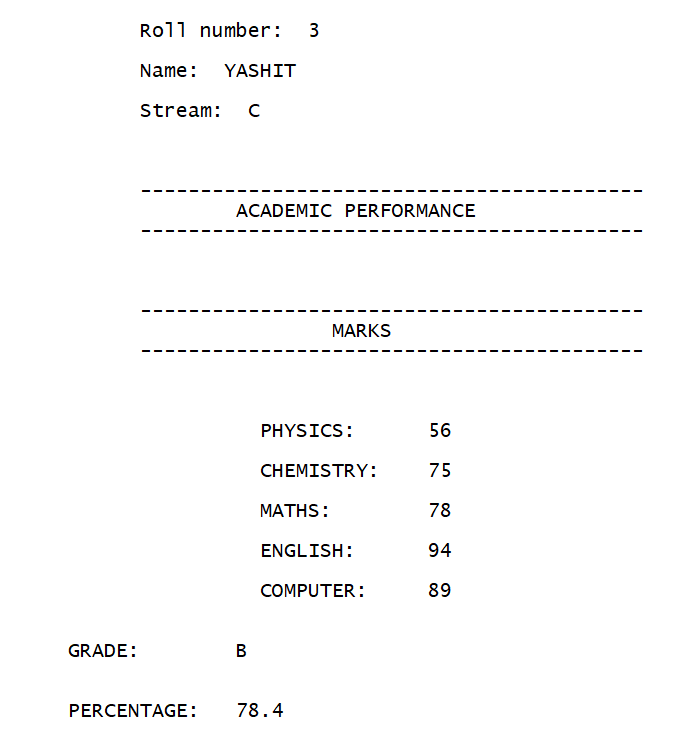 Roll number: 3
Name: YASHIT
Stream: C
------------------------------------------
ACADEMIC PERFORMANCE
------------------------------------------
------------------------------------------
MARKS
------------------------------------------
PHYSICS: 56
CHEMISTRY: 75
MATHS: 78
ENGLISH: 94
COMPUTER: 89
GRADE: B
PERCENTAGE: 78.4